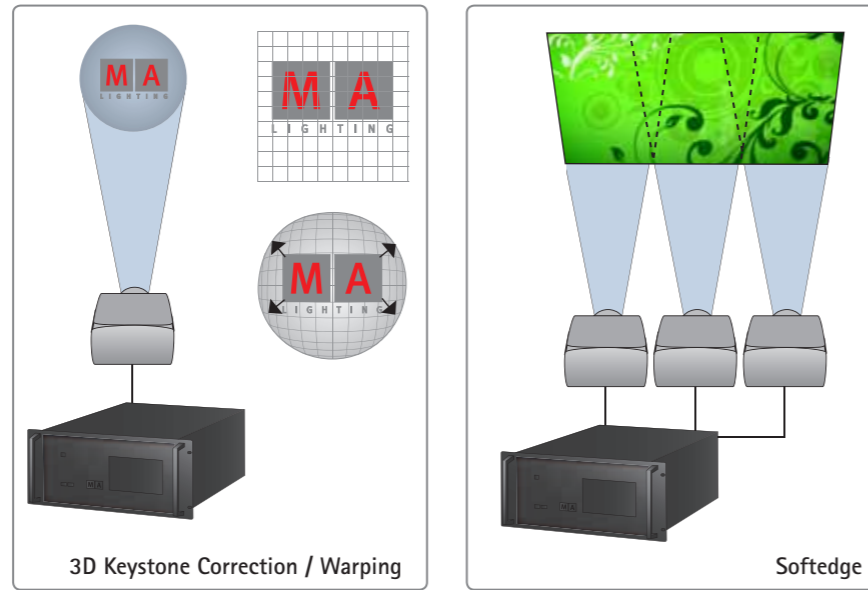 MA
LIGHTING
MA
LIGHTING
MA
LIGHTING
MA
3D Keystone Correction / Warping
MA
Softedge